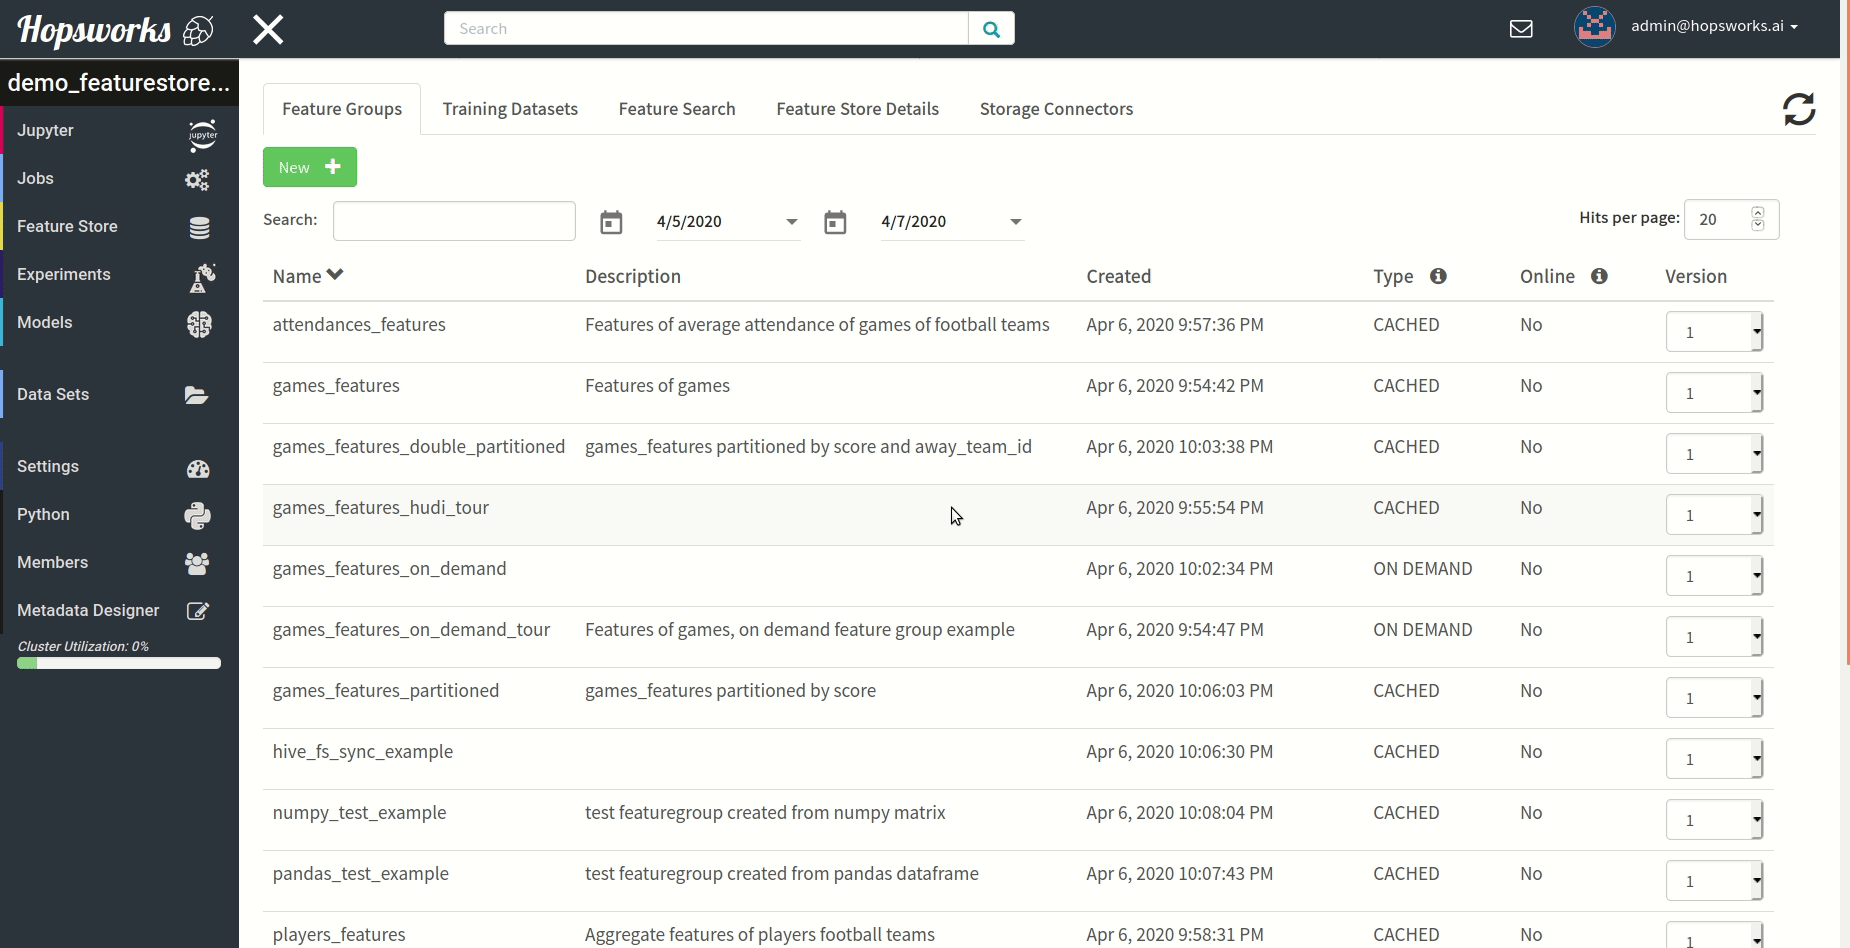 Hopsworks
Search
admin@hopsworks.ai
demo_featurestore...
Jupyter
jupyter
Jobs
Feature Store
Experiments
Models
Data Sets
Settings
Python
Members
Metadata Designer
Cluster Utilization: 0%
Feature Groups Training Datasets Feature Search Feature Store Details Storage Connectors
New
Search: 4/5/2020 4/7/2020 Hits per page: 20
Name Description Created Type Online Version
attendances_features Features of average attendance of games of football teams Apr 6, 2020 9:57:36 PM CACHED No 1
games_features Features of games Apr 6, 2020 9:54:42 PM CACHED No 1
games_features_double_partitioned games_features partitioned by score and away_team_id Apr 6, 2020 10:03:38 PM CACHED No 1
games_features_hudi_tour Apr 6, 2020 9:55:54 PM CACHED No 1
games_features_on_demand Apr 6, 2020 10:02:34 PM ON DEMAND No 1
games_features_on_demand_tour Features of games, on demand feature group example Apr 6, 2020 9:54:47 PM ON DEMAND No 1
games_features_partitioned games_features partitioned by score Apr 6, 2020 10:06:03 PM CACHED No 1
hive_fs_sync_example Apr 6, 2020 10:06:30 PM CACHED No 1
numpy_test_example test featuregroup created from numpy matrix Apr 6, 2020 10:08:04 PM CACHED No 1
pandas_test_example test featuregroup created from pandas dataframe Apr 6, 2020 10:07:43 PM CACHED No 1
players_features Aggregate features of players football teams Apr 6, 2020 9:58:31 PM CACHED No 1